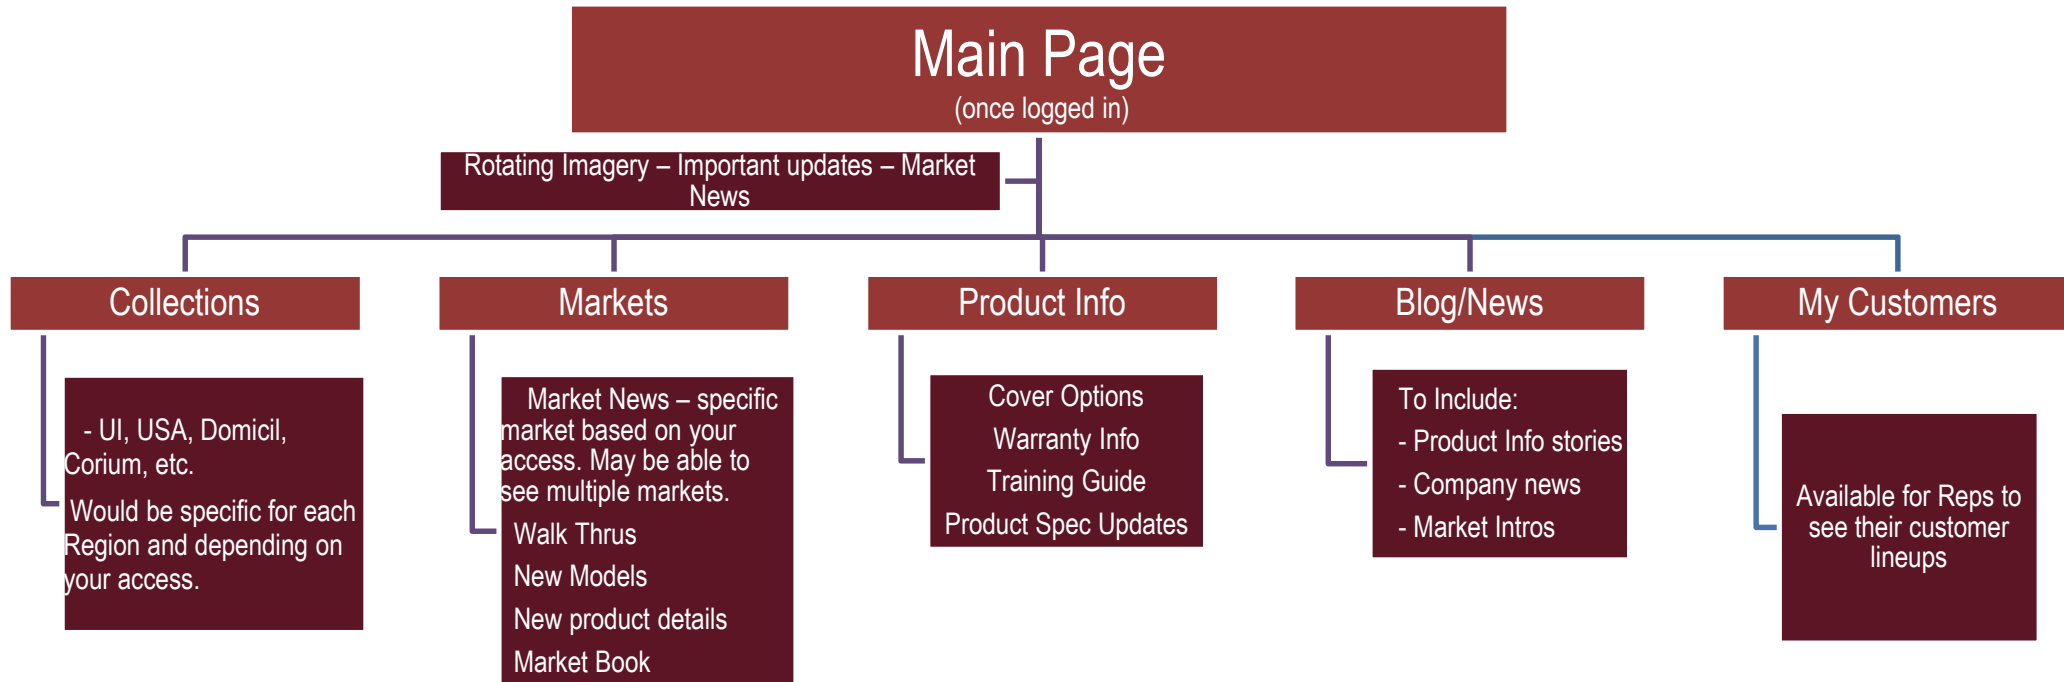 Main Page
(once logged in)
Rotating Imagery – Important updates – Market
News
Collections
- UI, USA, Domicil,
Corium, etc.
Would be specific for each
Region and depending on
your access.
Markets
Market News – specific
market based on your
access. May be able to
see multiple markets.
Walk Thrus
New Models
New product details
Market Book
Product Info
Cover Options
Warranty Info
Training Guide
Product Spec Updates
Blog/News
To Include:
- Product Info stories
- Company news
- Market Intros
My Customers
Available for Reps to
see their customer
lineups